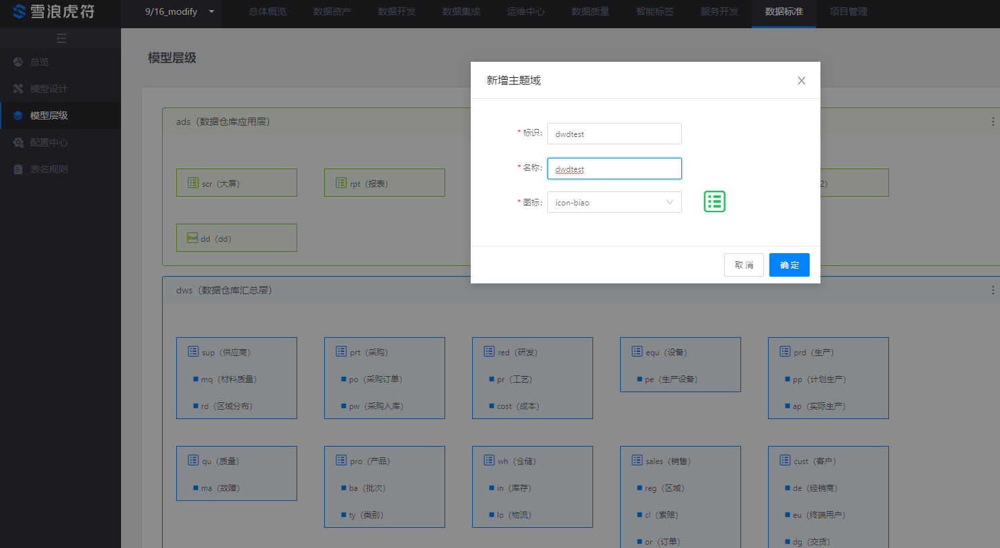 雪浪虎符
9/16_modify
总体概览
数据资产
数据开发
数据集成
运维中心
数据质量
智能标签
服务开发
数据标准
项目管理
总览
模型设计
模型层级
配置中心
表名规则
模型层级
新增主题域
* 标识:
dwdtest
* 名称:
dwdtest
* 图标:
icon-biao
取 消
确 定
ads（数据仓库应用层）
scr（大屏）
rpt（报表）
2）
dd（dd）
dws（数据仓库汇总层）
sup（供应商）
mq（材料质量）
rd（区域分布）
prt（采购）
po（采购订单）
pw（采购入库）
red（研发）
pr（工艺）
cost（成本）
equ（设备）
pe（生产设备）
prd（生产）
pp（计划生产）
ap（实际生产）
qu（质量）
ma（故障）
pro（产品）
ba（批次）
ty（类别）
wh（仓储）
in（库存）
lo（物流）
sales（销售）
reg（区域）
cl（索赔）
or（订单）
cust（客户）
de（经销商）
eu（终端用户）
dg（交货）